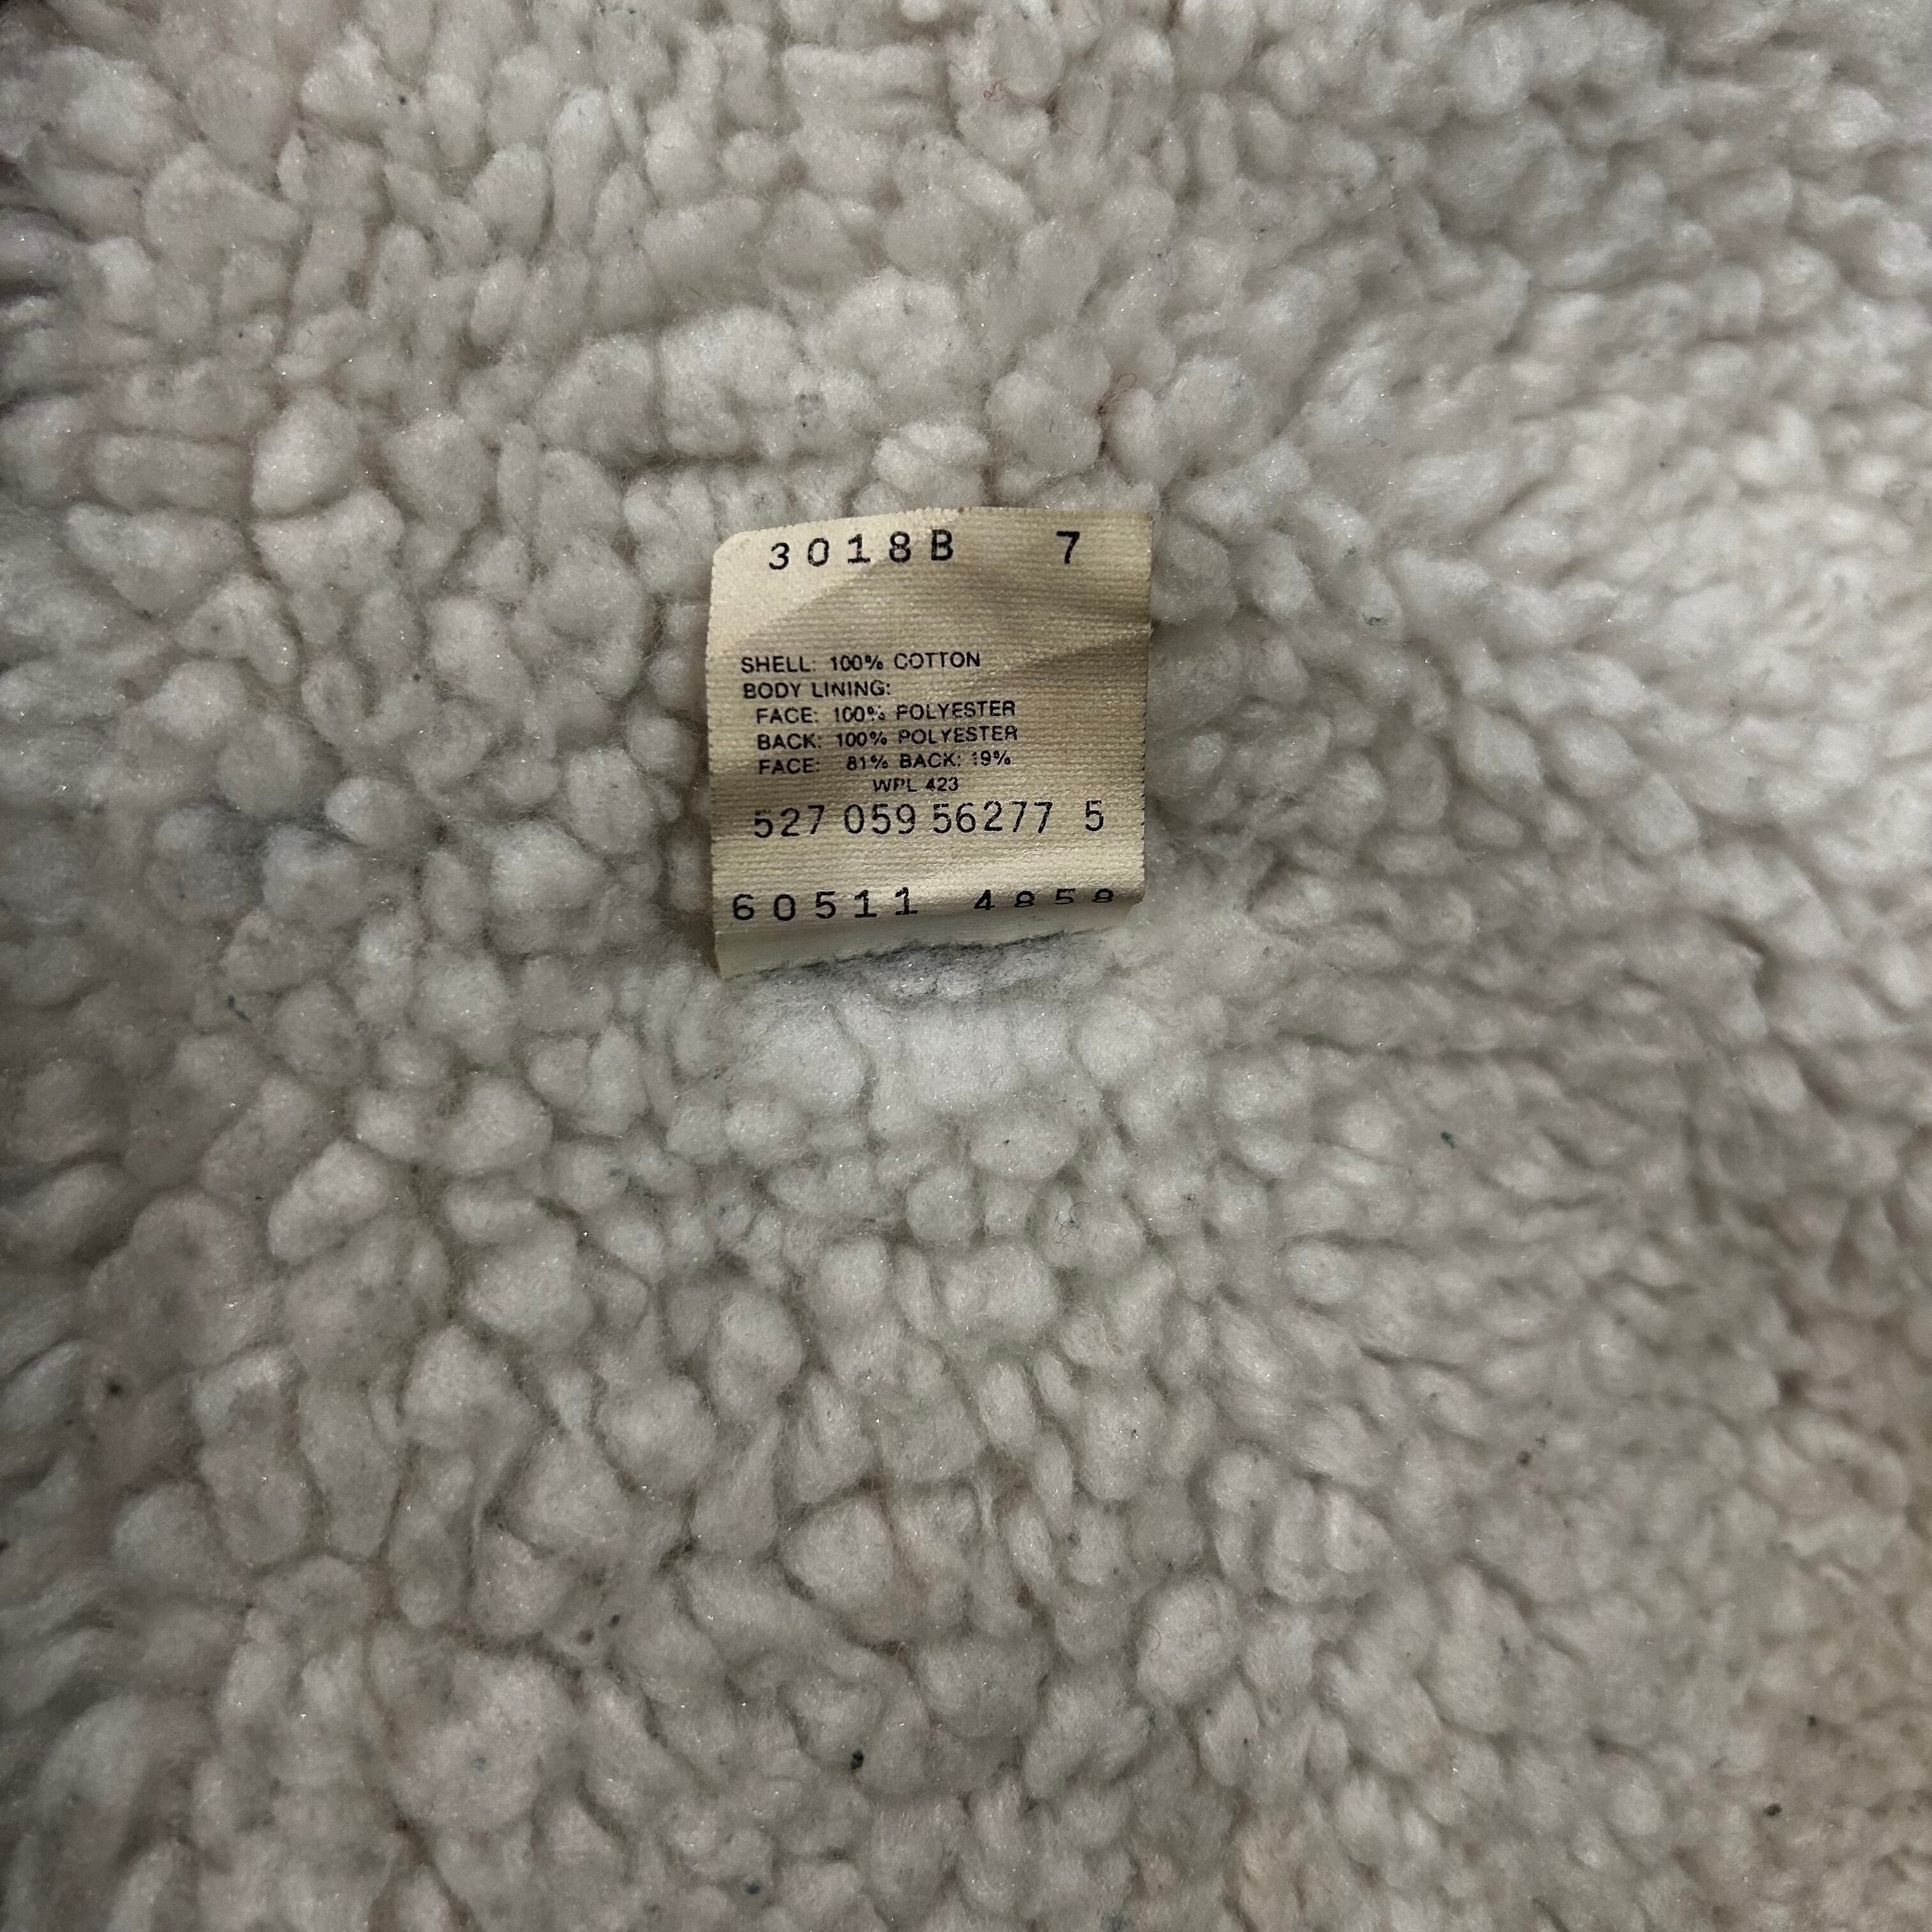 3018B 7
SHELL: 100% COTTON
BODY LINING:
FACE: 100% POLYESTER
BACK: 100% POLYESTER
FACE: 81% BACK: 19%
WPL 423
527 059 56277 5
60511 4858